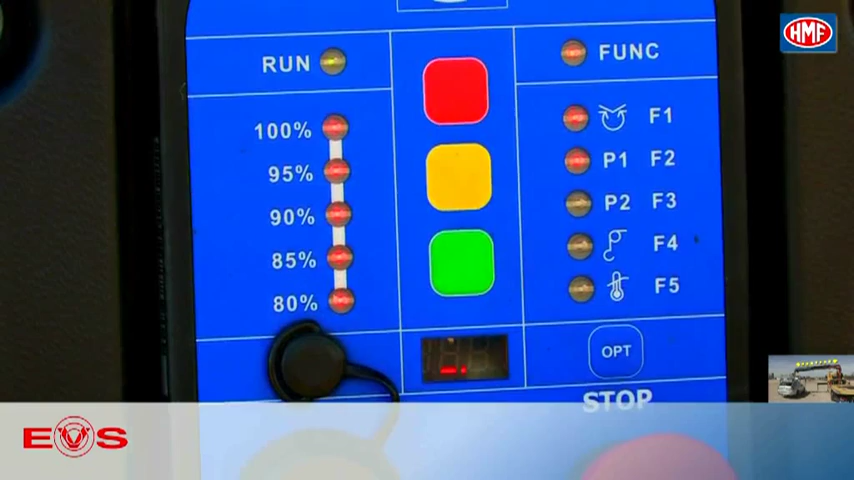 HMF
RUN
FUNC
100%
95%
90%
85%
80%
F1
P1 F2
P2 F3
F4
F5
OPT
STOP
EVS